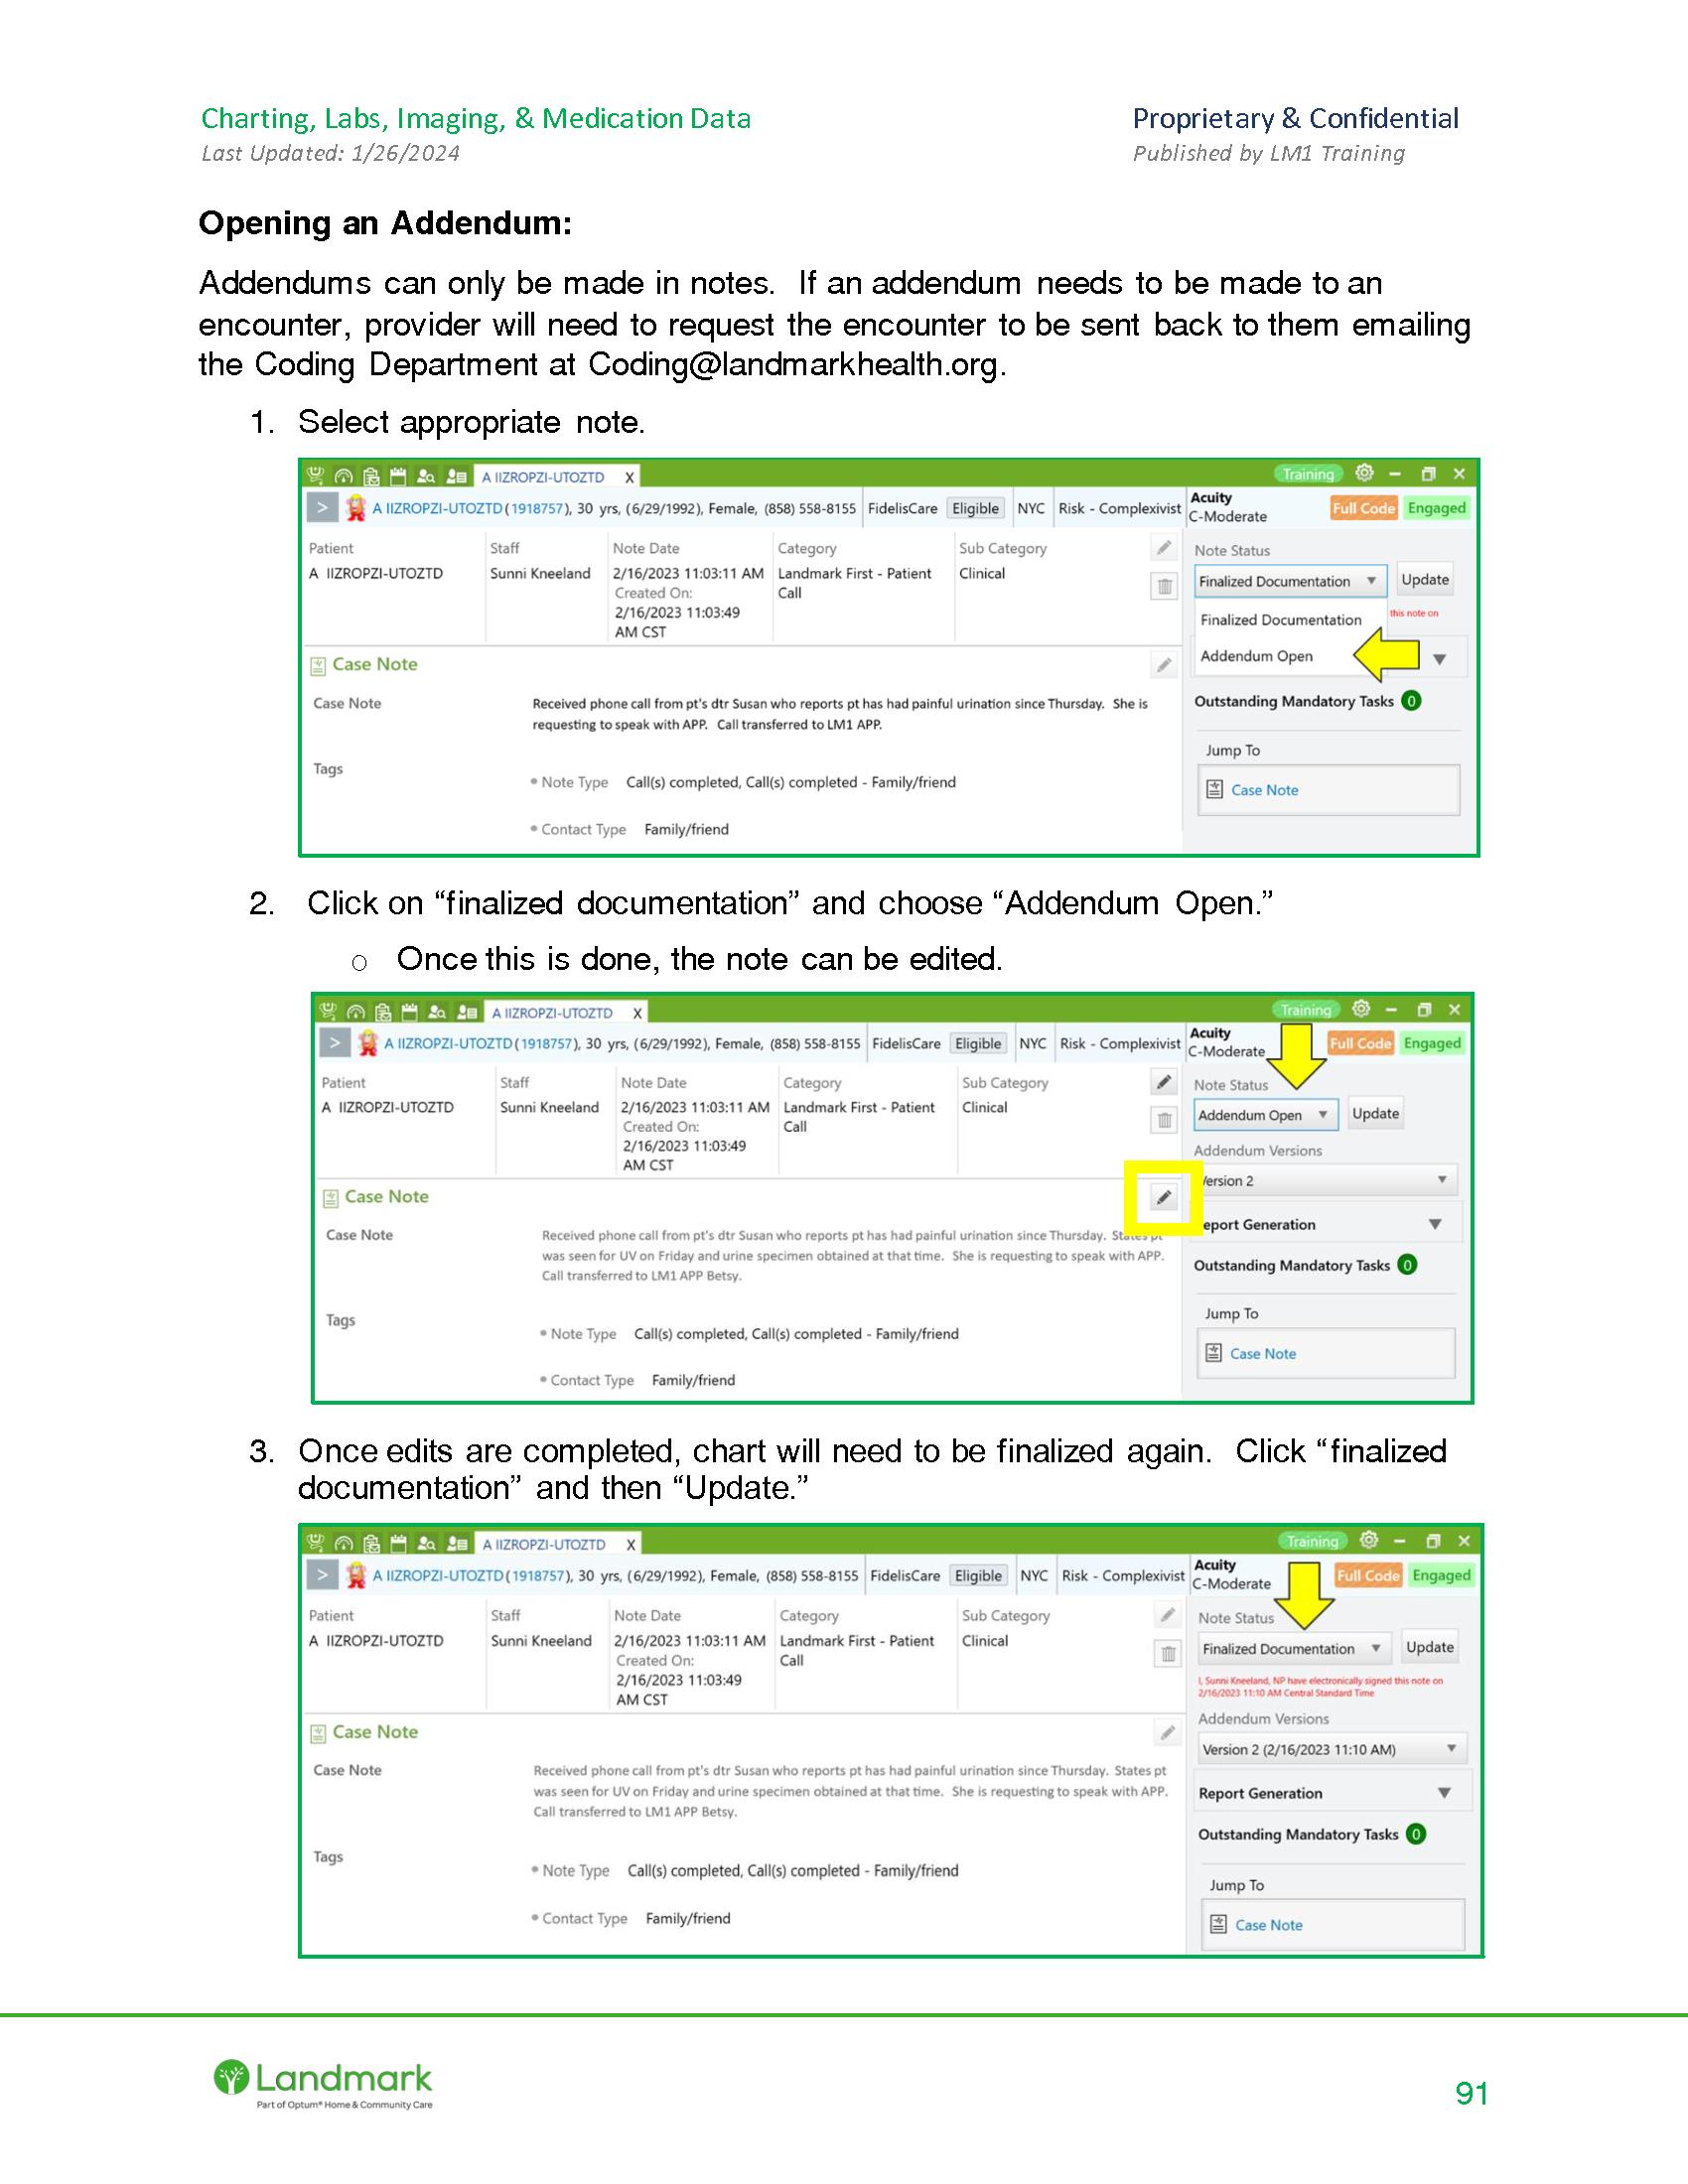 Charting, Labs, Imaging, & Medication Data
Proprietary & Confidential
Last Updated: 1/26/2024
Published by LM1 Training
Opening an Addendum:
Addendums can only be made in notes. If an addendum needs to be made to an
encounter, provider will need to request the encounter to be sent back to them emailing
the Coding Department at Coding@landmarkhealth.org.
1. Select appropriate note.
A IIZROPZI-UTOZTD X
Training
> A IIZROPZI-UTOZTD(1918757), 30 yrs, (6/29/1992), Female, (858) 558-8155 FidelisCare Eligible NYC Risk - Complexivist
Acuity
C-Moderate
Full Code Engaged
Patient Staff Note Date Category Sub Category
A IIZROPZI-UTOZTD Sunni Kneeland 2/16/2023 11:03:11 AM Landmark First - Patient Clinical
Created On: Call
2/16/2023 11:03:49
AM CST
Note Status
Finalized Documentation Update
Finalized Documentation this note on
Addendum Open
Case Note
Case Note Received phone call from pt's dtr Susan who reports pt has had painful urination since Thursday. She is
requesting to speak with APP. Call transferred to LM1 APP.
Tags • Note Type Call(s) completed, Call(s) completed - Family/friend
• Contact Type Family/friend
Outstanding Mandatory Tasks 0
Jump To
Case Note
2. Click on “finalized documentation” and choose “Addendum Open.”
o Once this is done, the note can be edited.
A IIZROPZI-UTOZTD X
Training
> A IIZROPZI-UTOZTD(1918757), 30 yrs, (6/29/1992), Female, (858) 558-8155 FidelisCare Eligible NYC Risk - Complexivist
Acuity
C-Moderate
Full Code Engaged
Patient Staff Note Date Category Sub Category
A IIZROPZI-UTOZTD Sunni Kneeland 2/16/2023 11:03:11 AM Landmark First - Patient Clinical
Created On: Call
2/16/2023 11:03:49
AM CST
Note Status
Addendum Open Update
Addendum Versions
ersion 2
eport Generation
Case Note
Case Note Received phone call from pt's dtr Susan who reports pt has had painful urination since Thursday. States pt
was seen for UV on Friday and urine specimen obtained at that time. She is requesting to speak with APP.
Call transferred to LM1 APP Betsy.
Tags • Note Type Call(s) completed, Call(s) completed - Family/friend
• Contact Type Family/friend
Outstanding Mandatory Tasks 0
Jump To
Case Note
3. Once edits are completed, chart will need to be finalized again. Click “finalized
documentation” and then “Update.”
A IIZROPZI-UTOZTD X
Training
> A IIZROPZI-UTOZTD(1918757), 30 yrs, (6/29/1992), Female, (858) 558-8155 FidelisCare Eligible NYC Risk - Complexivist
Acuity
C-Moderate
Full Code Engaged
Patient Staff Note Date Category Sub Category
A IIZROPZI-UTOZTD Sunni Kneeland 2/16/2023 11:03:11 AM Landmark First - Patient Clinical
Created On: Call
2/16/2023 11:03:49
AM CST
Note Status
Finalized Documentation Update
I, Sunni Kneeland, NP have electronically signed this note on
2/16/2023 11:10 AM Central Standard Time
Addendum Versions
Version 2 (2/16/2023 11:10 AM)
Report Generation
Case Note
Case Note Received phone call from pt's dtr Susan who reports pt has had painful urination since Thursday. States pt
was seen for UV on Friday and urine specimen obtained at that time. She is requesting to speak with APP.
Call transferred to LM1 APP Betsy.
Tags • Note Type Call(s) completed, Call(s) completed - Family/friend
• Contact Type Family/friend
Outstanding Mandatory Tasks 0
Jump To
Case Note
Landmark
Part of Optum® Home & Community Care
91